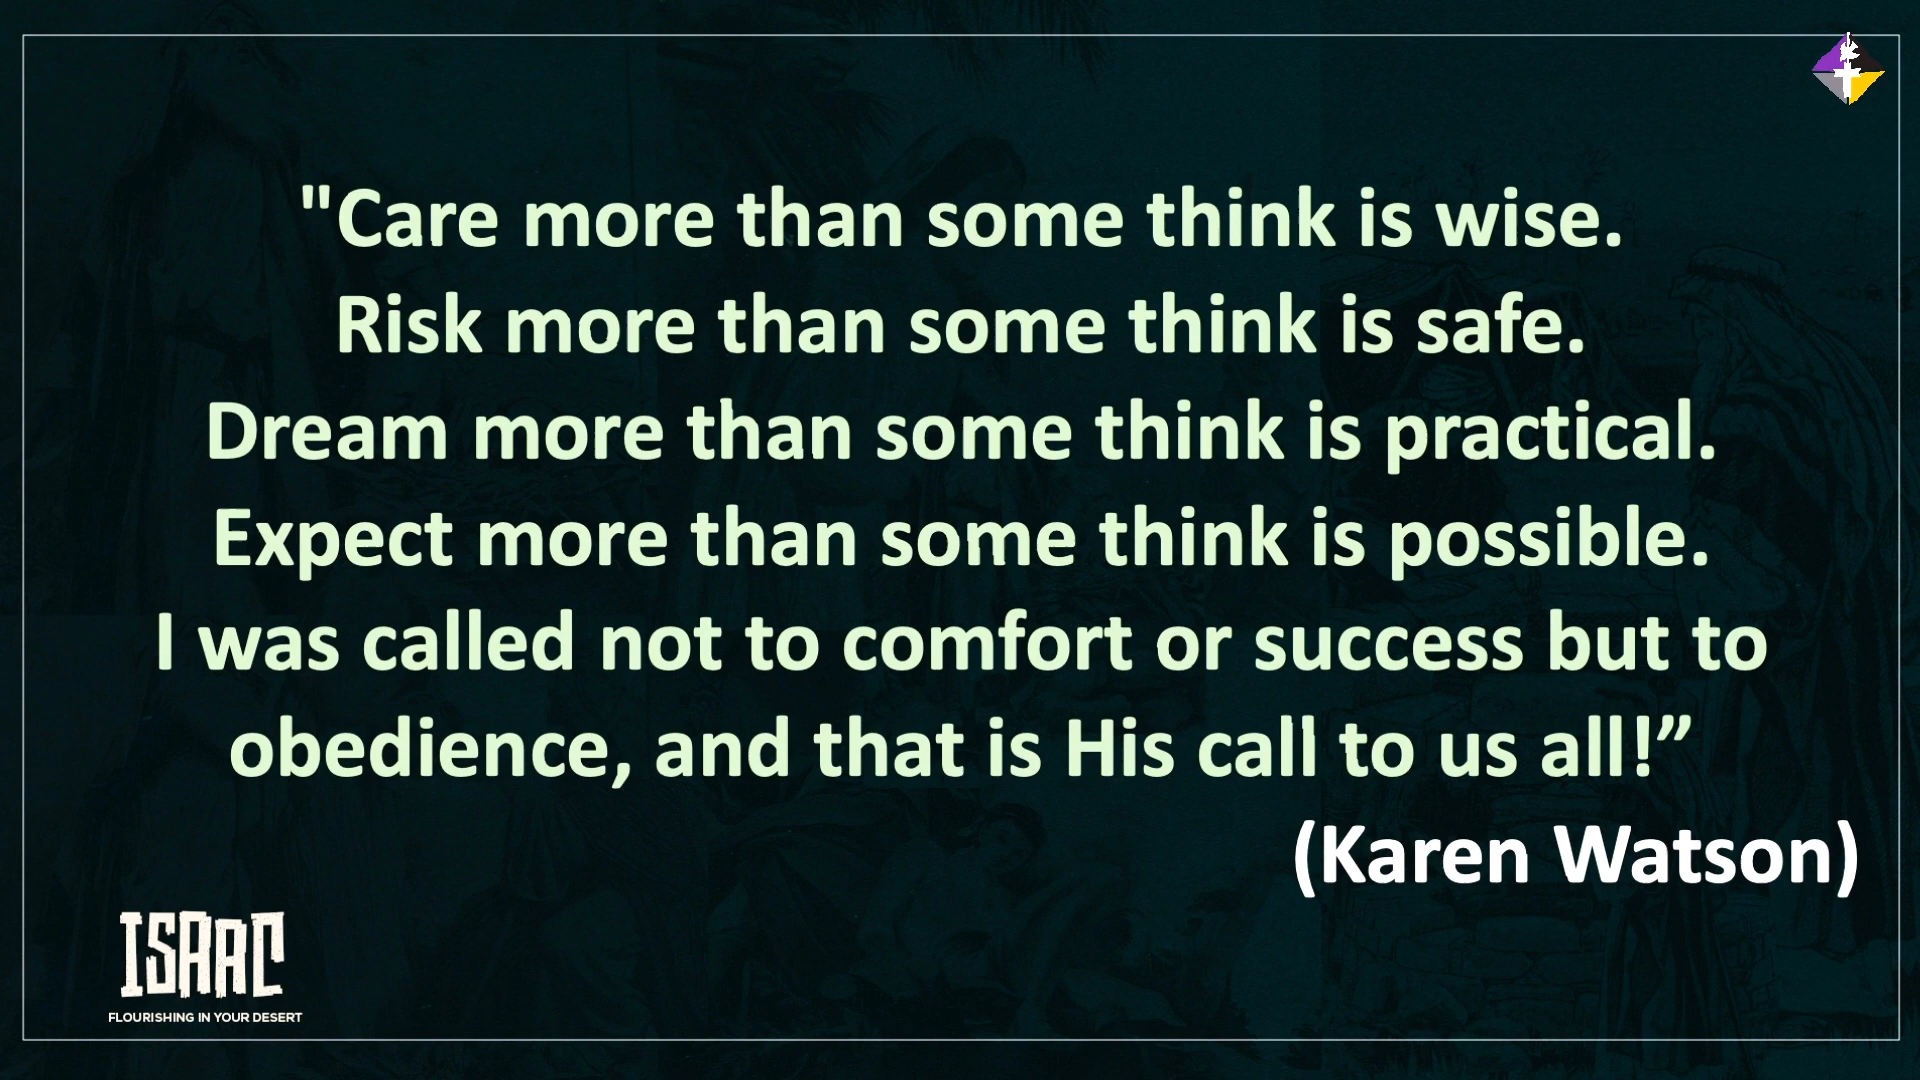 "Care more than some think is wise.
Risk more than some think is safe.
Dream more than some think is practical.
Expect more than some think is possible.
I was called not to comfort or success but to
obedience, and that is His call to us all!”
(Karen Watson)
ISAAC
FLOURISHING IN YOUR DESERT